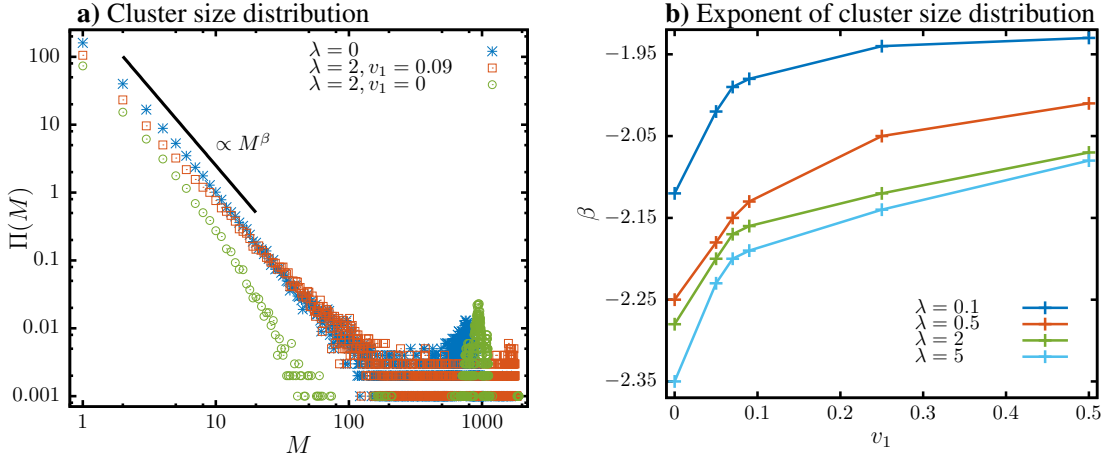 a) Cluster size distribution
Π(M)
100
10
1
0.1
0.01
0.001
λ = 0
λ = 2, v₁ = 0.09
λ = 2, v₁ = 0
∝ M^β
1
10
100
1000
M
b) Exponent of cluster size distribution
β
−1.95
−2.05
−2.15
−2.25
−2.35
λ = 0.1
λ = 0.5
λ = 2
λ = 5
0
0.1
0.2
0.3
0.4
0.5
v₁